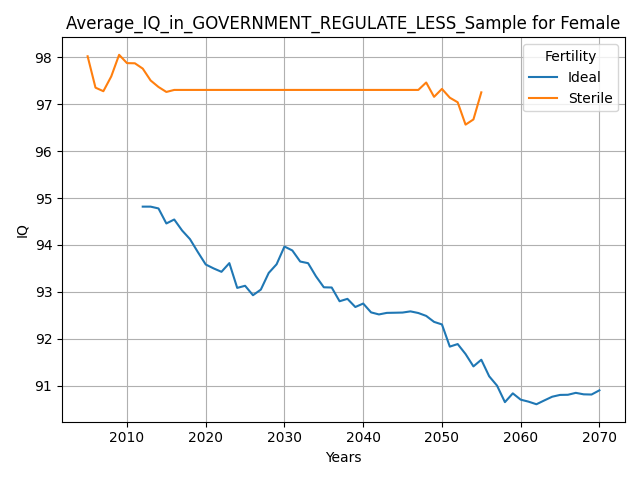 Average_IQ_in_GOVERNMENT_REGULATE_LESS_Sample for Female
98
97
96
95
94
93
92
91
IQ
Fertility
Ideal
Sterile
2010 2020 2030 2040 2050 2060 2070
Years